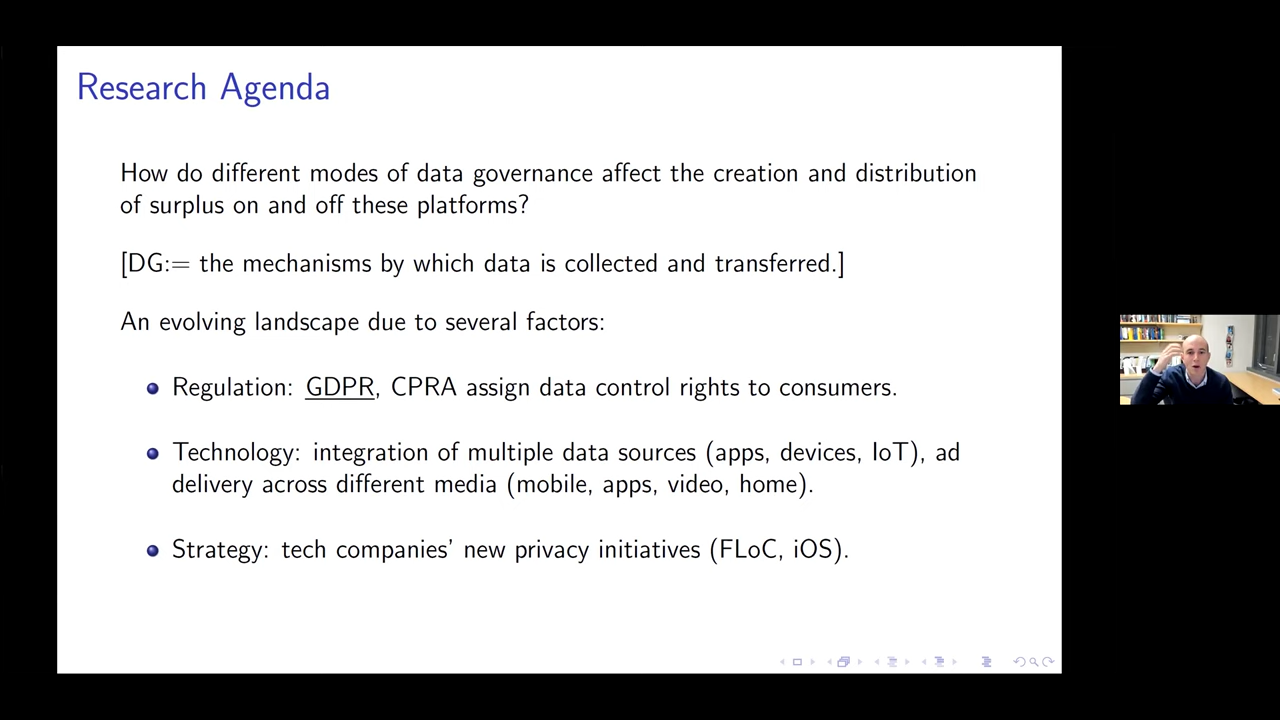 Research Agenda
How do different modes of data governance affect the creation and distribution
of surplus on and off these platforms?
[DG:= the mechanisms by which data is collected and transferred.]
An evolving landscape due to several factors:
Regulation: GDPR, CPRA assign data control rights to consumers.
Technology: integration of multiple data sources (apps, devices, IoT), ad
delivery across different media (mobile, apps, video, home).
Strategy: tech companies' new privacy initiatives (FLoC, iOS).